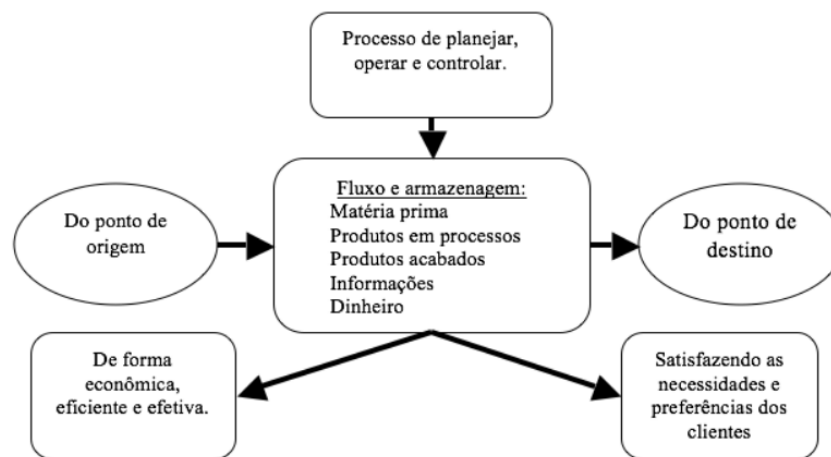 Processo de planejar,
operar e controlar.
Fluxo e armazenagem:
Matéria prima
Produtos em processos
Produtos acabados
Informações
Dinheiro
Do ponto de
origem
Do ponto de
destino
De forma
econômica,
eficiente e efetiva.
Satisfazendo as
necessidades e
preferências dos
clientes